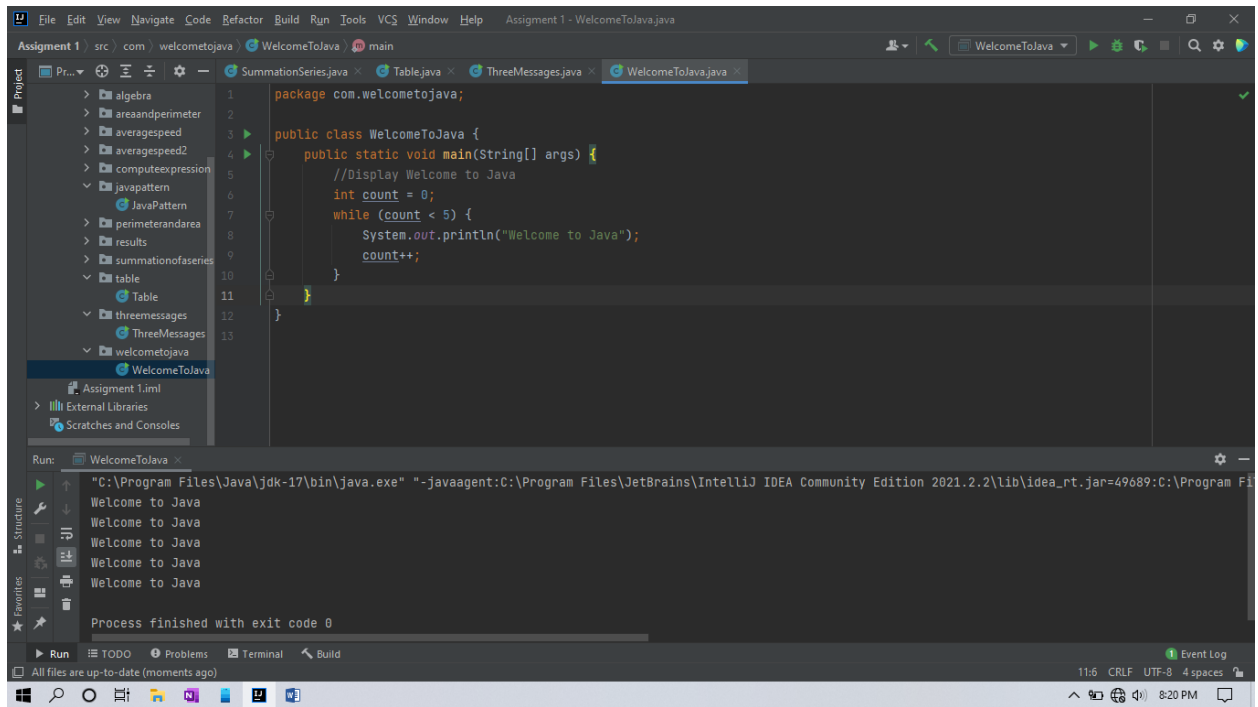 File Edit View Navigate Code Refactor Build Run Tools VCS Window Help Assigment 1 - WelcomeToJava.java
Assigment 1 src com welcometojava WelcomeToJava main WelcomeToJava
Project
Pr... SummationSeries.java Table.java ThreeMessages.java WelcomeToJava.java
algebra
areaandperimeter
averagespeed
averagespeed2
computeexpression
javapattern
JavaPattern
perimeterandarea
results
summationofaseries
table
Table
threemessages
ThreeMessages
welcometojava
WelcomeToJava
Assigment 1.iml
External Libraries
Scratches and Consoles
1 package com.welcometojava;
2
3 public class WelcomeToJava {
4 public static void main(String[] args) {
5 //Display Welcome to Java
6 int count = 0;
7 while (count < 5) {
8 System.out.println("Welcome to Java");
9 count++;
10 }
11 }
12 }
13
Run: WelcomeToJava
"C:\Program Files\Java\jdk-17\bin\java.exe" "-javaagent:C:\Program Files\JetBrains\IntelliJ IDEA Community Edition 2021.2.2\lib\idea_rt.jar=49689:C:\Program Fi
Welcome to Java
Welcome to Java
Welcome to Java
Welcome to Java
Welcome to Java
Process finished with exit code 0
Structure
Favorites
Run TODO Problems Terminal Build 1 Event Log
All files are up-to-date (moments ago) 11:6 CRLF UTF-8 4 spaces
8:20 PM